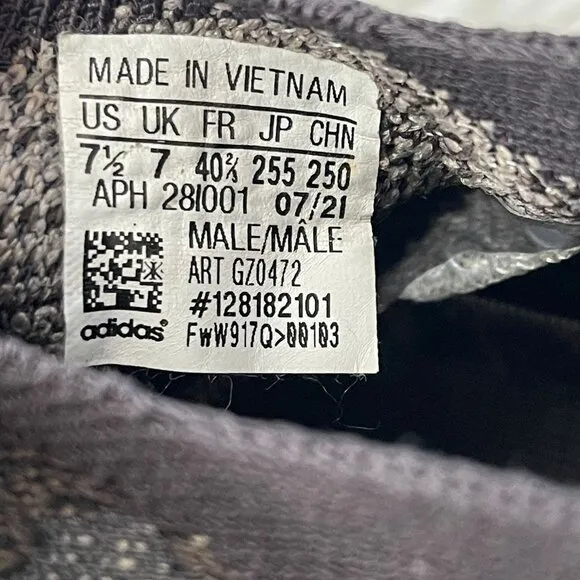 MADE IN VIETNAM
US UK FR JP CHN
7½ 7 40⅔ 255 250
APH 281001 07/21
MALE/MÂLE
ART GZ0472
#128182101
adidas® FwW917Q>00103